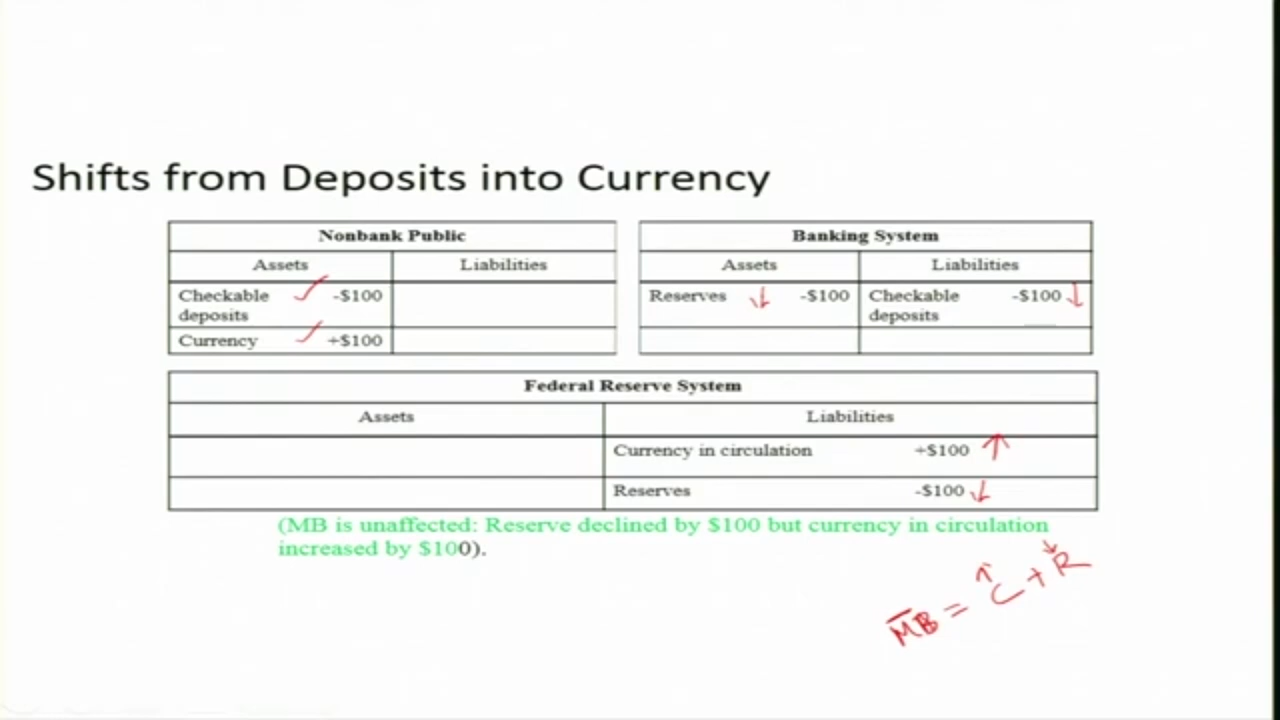 Shifts from Deposits into Currency
Nonbank Public
Assets Liabilities
Checkable -$100
deposits
Currency +$100
Banking System
Assets Liabilities
Reserves -$100 Checkable -$100
deposits
Federal Reserve System
Assets Liabilities
Currency in circulation +$100
Reserves -$100
(MB is unaffected: Reserve declined by $100 but currency in circulation
increased by $100).
MB = C + R